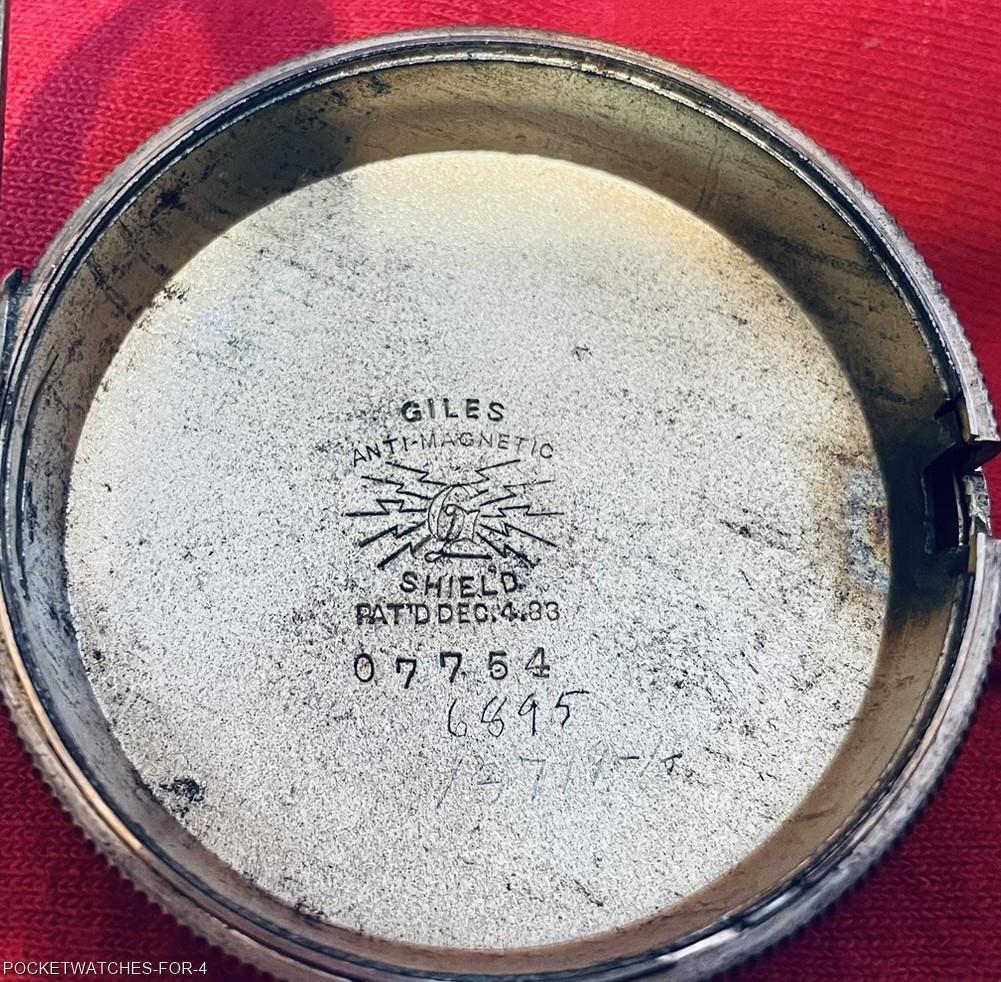 GILES
ANTI-MAGNETIC
G
SHIELD
PAT'D DEC. 4. 83
07754
6895
POCKETWATCHES-FOR-4